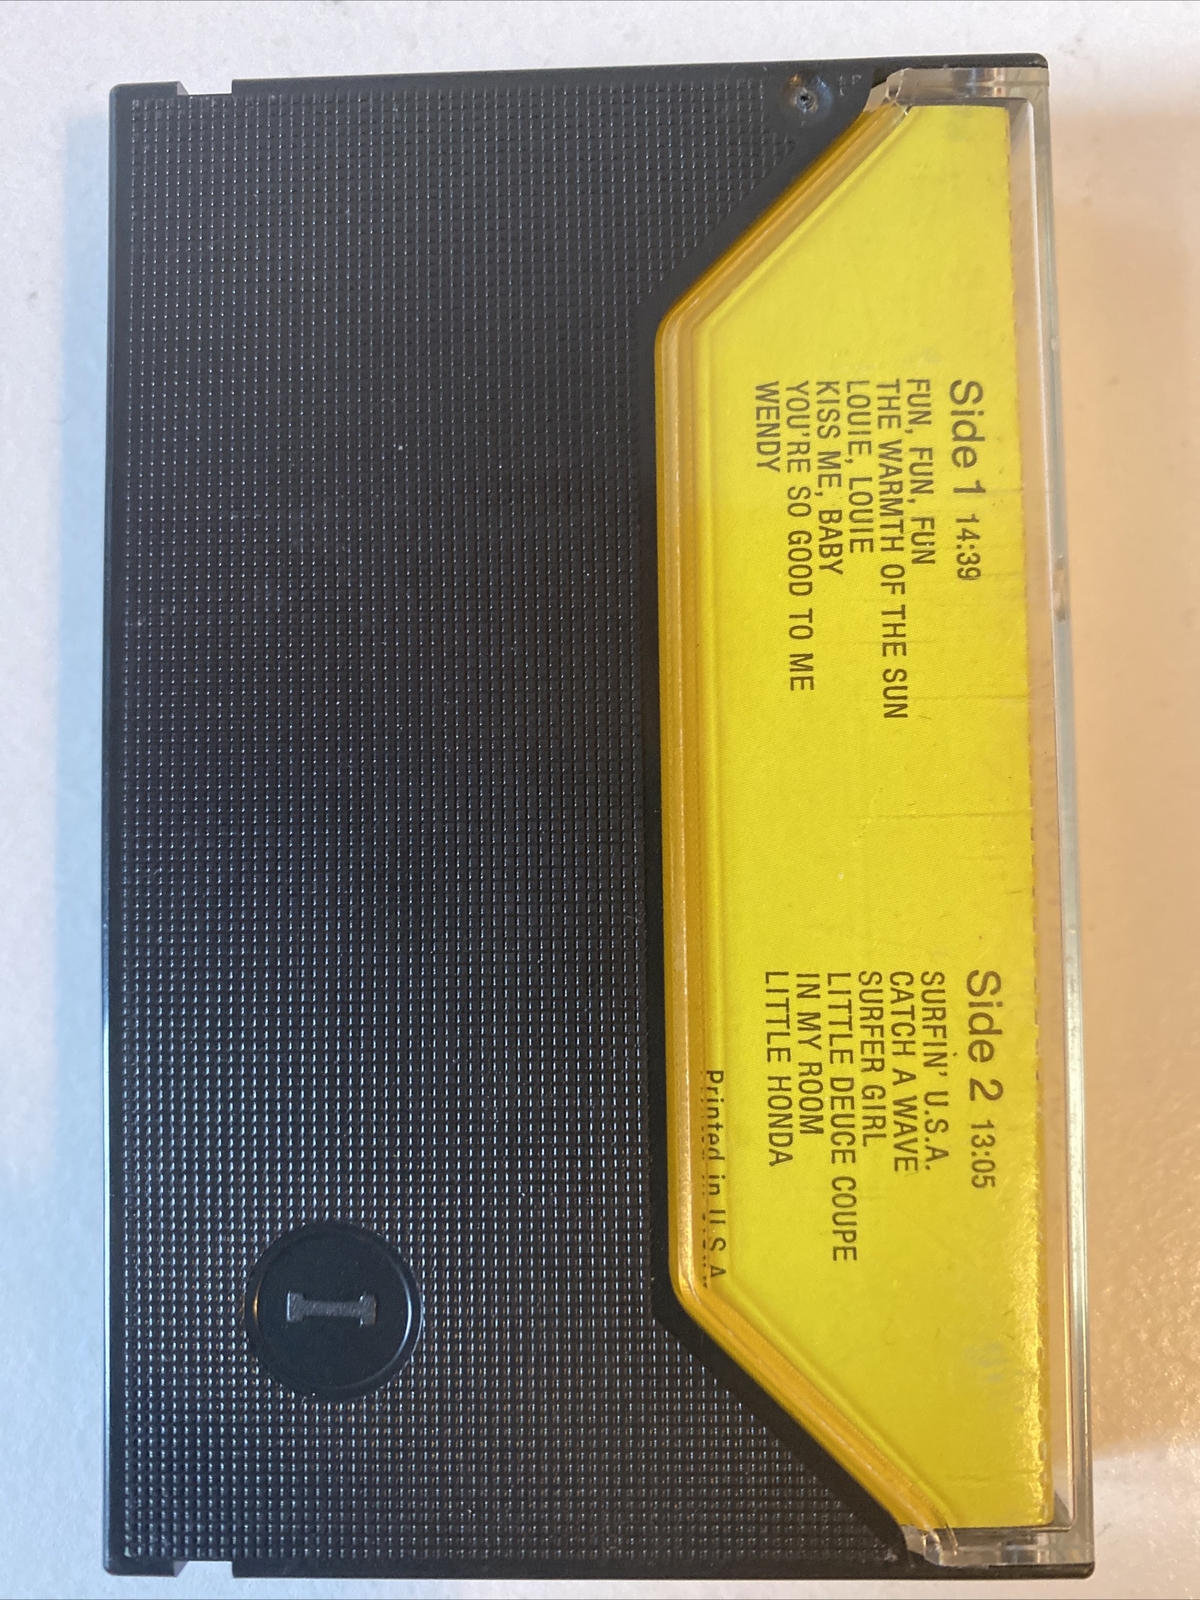 Side 1 14:39
FUN, FUN, FUN
THE WARMTH OF THE SUN
LOUIE, LOUIE
KISS ME, BABY
YOU'RE SO GOOD TO ME
WENDY
Side 2 13:05
SURFIN' U.S.A.
CATCH A WAVE
SURFER GIRL
LITTLE DEUCE COUPE
IN MY ROOM
LITTLE HONDA
Printed in U.S.A.
I